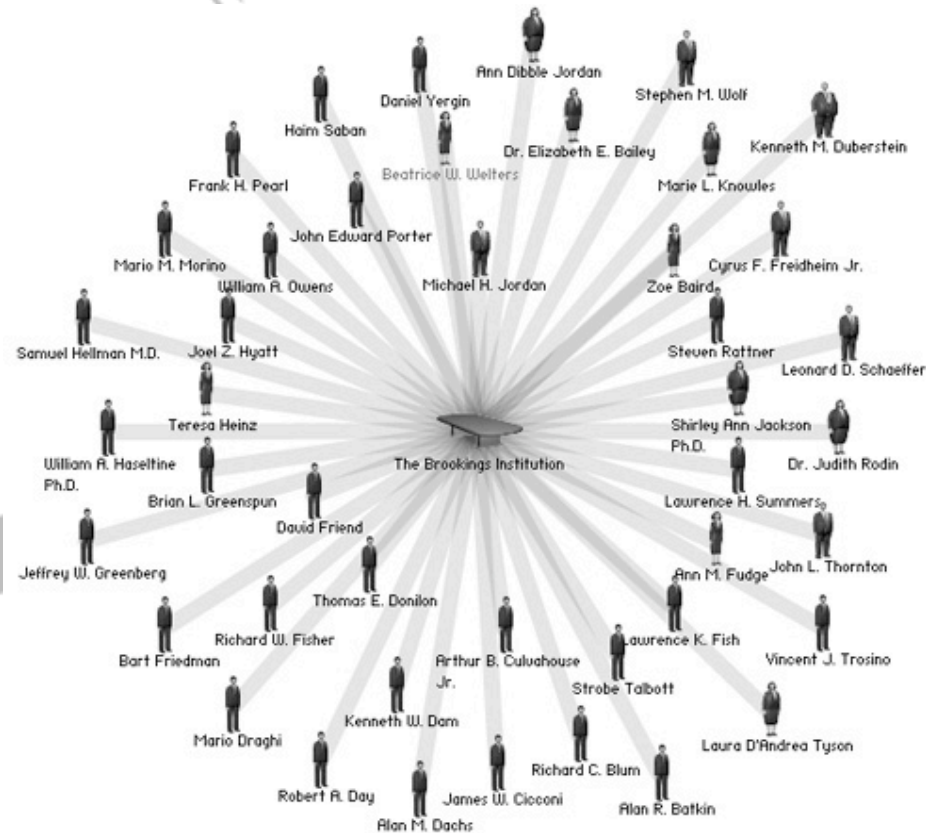 Ann Dibble Jordan
Daniel Yergin
Stephen M. Wolf
Haim Saban
Dr. Elizabeth E. Bailey
Kenneth M. Duberstein
Beatrice W. Welters
Frank H. Pearl
Marie L. Knowles
John Edward Porter
Mario M. Morino
Cyrus F. Freidheim Jr.
William A. Owens
Michael H. Jordan
Zoe Baird
Samuel Hellman M.D.
Joel Z. Hyatt
Steven Rattner
Leonard D. Schaeffer
Teresa Heinz
Shirley Ann Jackson
Ph.D.
William A. Haseltine
Ph.D.
The Brookings Institution
Dr. Judith Rodin
Brian L. Greenspun
Lawrence H. Summers
David Friend
Jeffrey W. Greenberg
Ann M. Fudge
John L. Thornton
Thomas E. Donilon
Richard W. Fisher
Lawrence K. Fish
Bart Friedman
Arthur B. Culvahouse
Jr.
Vincent J. Trosino
Strobe Talbott
Kenneth W. Dam
Mario Draghi
Laura D'Andrea Tyson
Richard C. Blum
Robert A. Day
James W. Cicconi
Alan R. Batkin
Alan M. Dachs